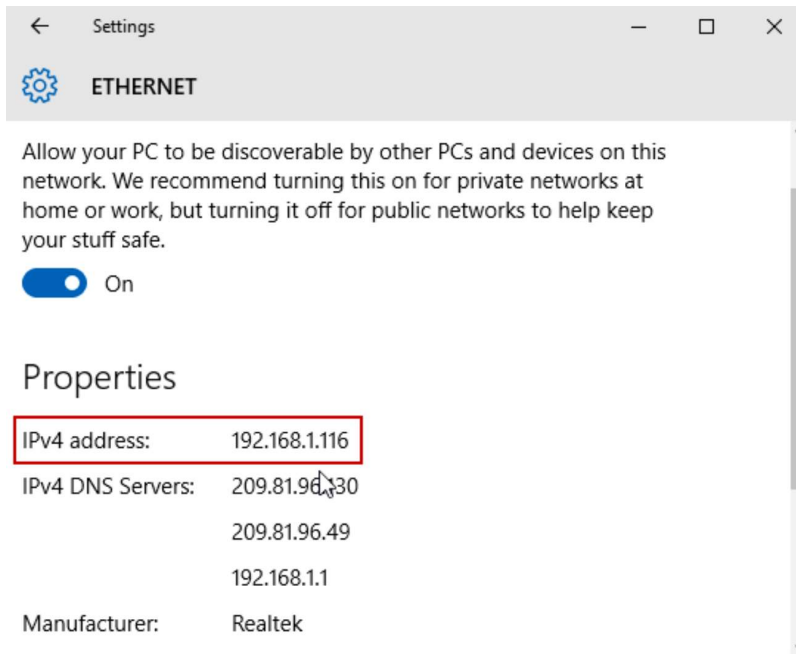 Settings
ETHERNET
Allow your PC to be discoverable by other PCs and devices on this
network. We recommend turning this on for private networks at
home or work, but turning it off for public networks to help keep
your stuff safe.
On
Properties
IPv4 address: 192.168.1.116
IPv4 DNS Servers:
209.81.96.49
192.168.1.1
Manufacturer: Realtek